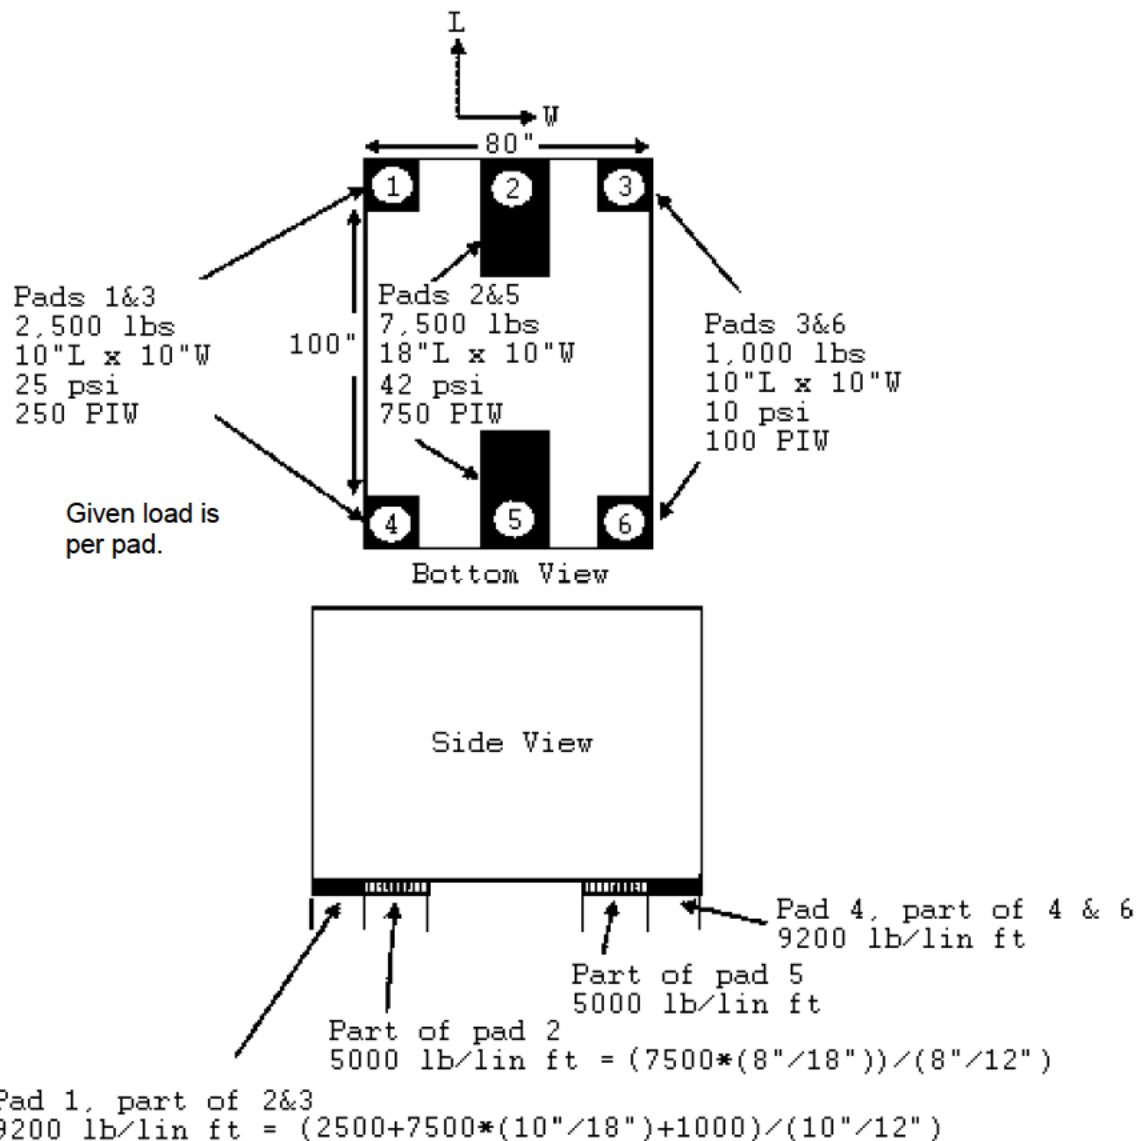 L
W
80"
1
2
3
Pads 1&3
2,500 lbs
10"L x 10"W
25 psi
250 PIW
100"
Pads 2&5
7,500 lbs
18"L x 10"W
42 psi
750 PIW
Pads 3&6
1,000 lbs
10"L x 10"W
10 psi
100 PIW
Given load is
per pad.
4
5
6
Bottom View
Side View
Pad 4, part of 4 & 6
9200 lb/lin ft
Part of pad 5
5000 lb/lin ft
Part of pad 2
5000 lb/lin ft = (7500*(8"/18"))/(8"/12")
Pad 1, part of 2&3
9200 lb/lin ft = (2500+7500*(10"/18")+1000)/(10"/12")